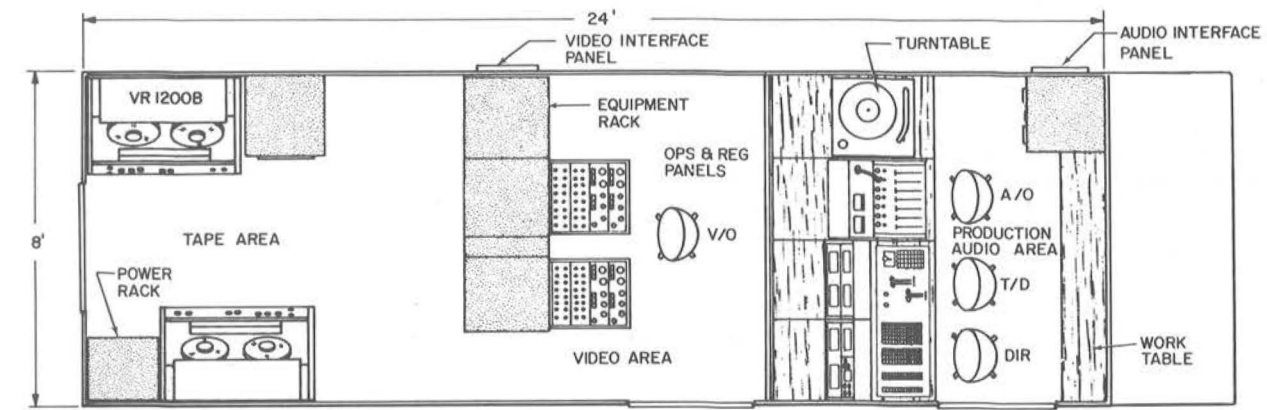 24'
VIDEO INTERFACE
PANEL
TURNTABLE
AUDIO INTERFACE
PANEL
8'
VR 1200B
EQUIPMENT
RACK
OPS & REG
PANELS
V/O
A/O
TAPE AREA
PRODUCTION
AUDIO AREA
POWER
RACK
T/D
VIDEO AREA
DIR
WORK
TABLE